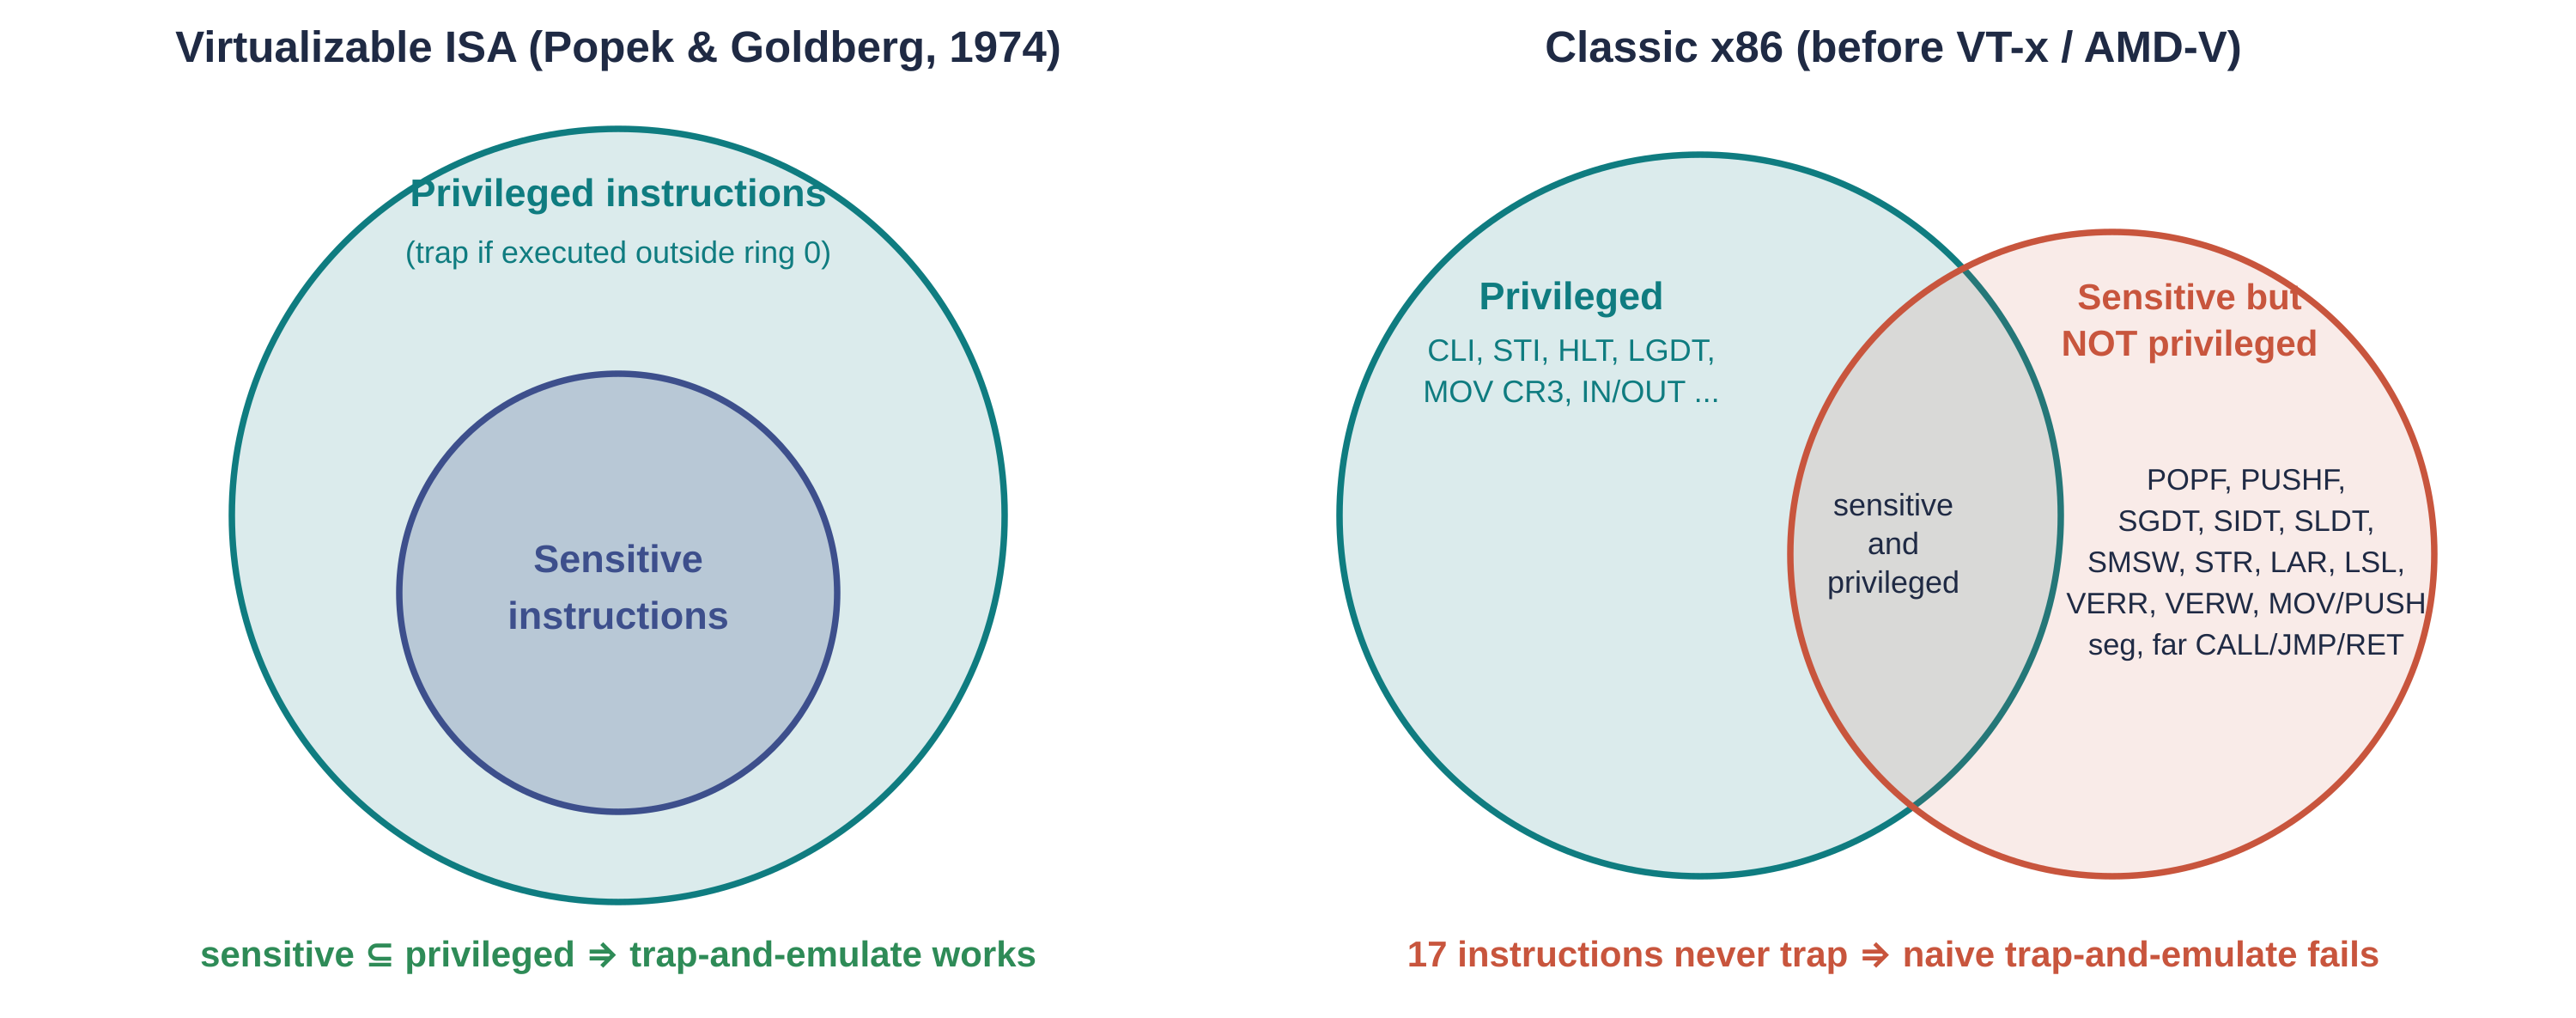 Virtualizable ISA (Popek & Goldberg, 1974)
Privileged instructions
(trap if executed outside ring 0)
Sensitive
instructions
sensitive ⊆ privileged ⇒ trap-and-emulate works
Classic x86 (before VT-x / AMD-V)
Privileged
CLI, STI, HLT, LGDT,
MOV CR3, IN/OUT ...
sensitive
and
privileged
Sensitive but
NOT privileged
POPF, PUSHF,
SGDT, SIDT, SLDT,
SMSW, STR, LAR, LSL,
VERR, VERW, MOV/PUSH
seg, far CALL/JMP/RET
17 instructions never trap ⇒ naive trap-and-emulate fails